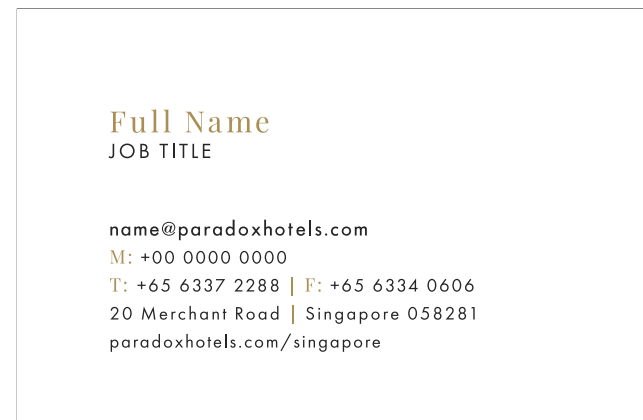 Full Name
JOB TITLE
name@paradoxhotels.com
M: +00 0000 0000
T: +65 6337 2288 | F: +65 6334 0606
20 Merchant Road | Singapore 058281
paradoxhotels.com/singapore